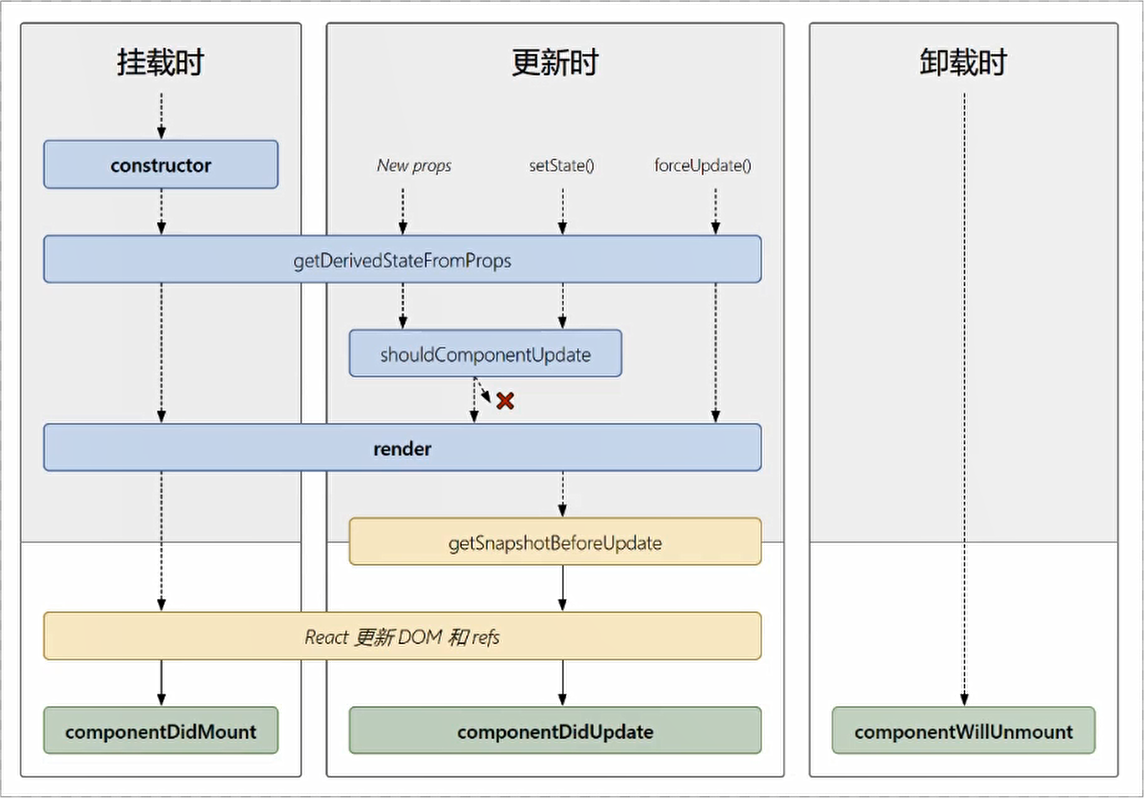 挂载时
更新时
卸载时
constructor
New props
setState()
forceUpdate()
getDerivedStateFromProps
shouldComponentUpdate
render
getSnapshotBeforeUpdate
React 更新 DOM 和 refs
componentDidMount
componentDidUpdate
componentWillUnmount